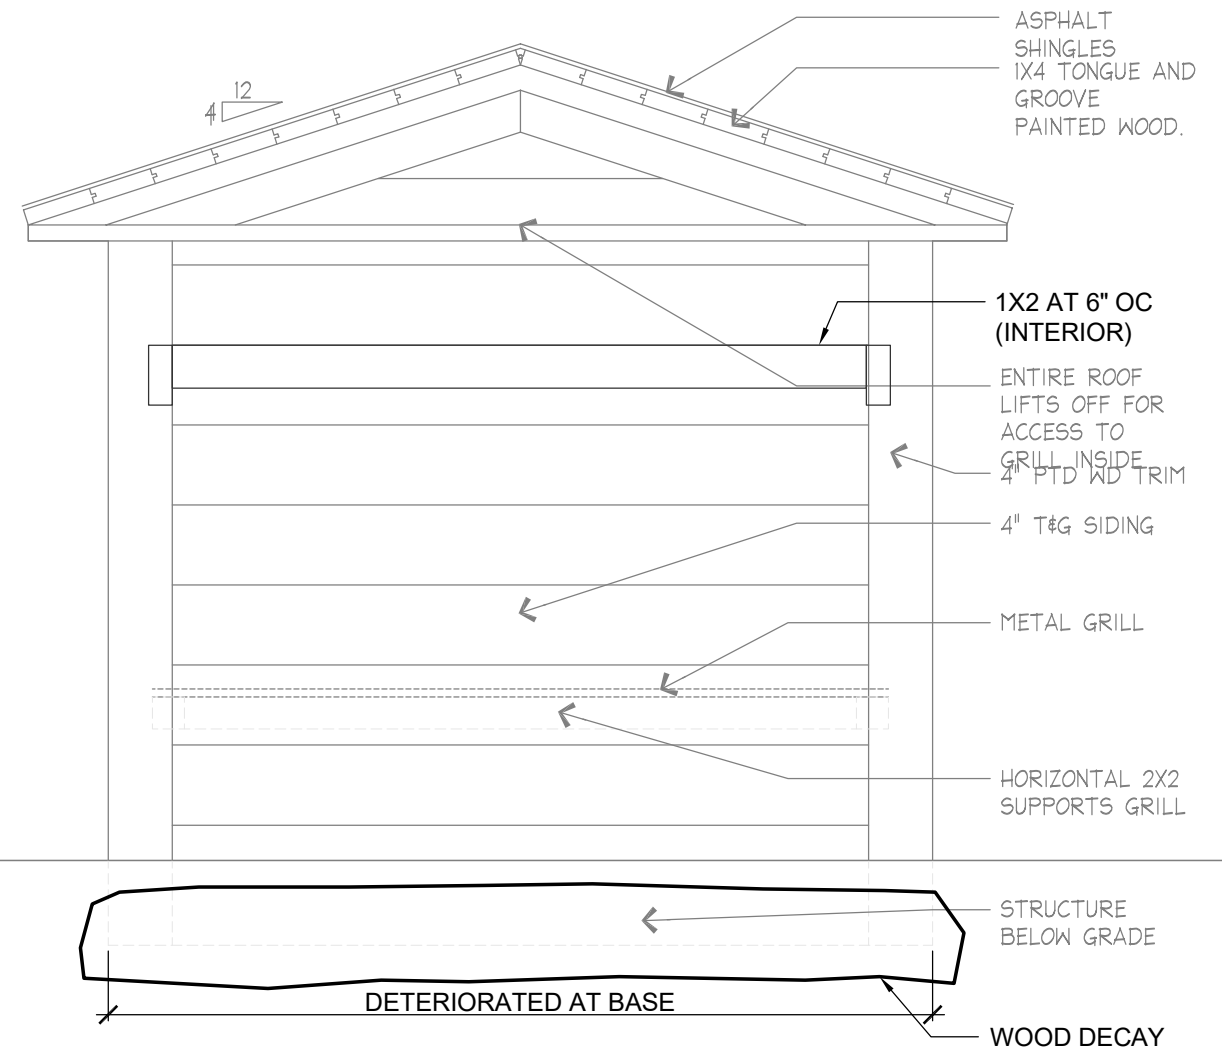 ASPHALT
SHINGLES
1X4 TONGUE AND
GROOVE
PAINTED WOOD.
12
4
1X2 AT 6" OC
(INTERIOR)
ENTIRE ROOF
LIFTS OFF FOR
ACCESS TO
GRILL INSIDE
4" PTD WD TRIM
4" T&G SIDING
METAL GRILL
HORIZONTAL 2X2
SUPPORTS GRILL
STRUCTURE
BELOW GRADE
DETERIORATED AT BASE
WOOD DECAY